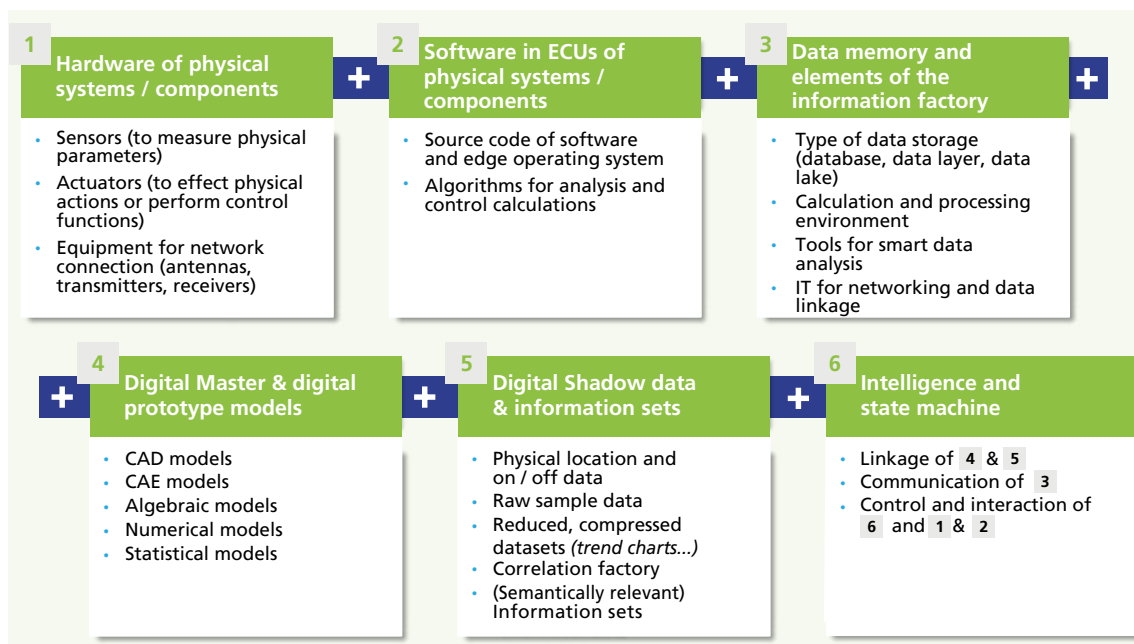 1
Hardware of physical
systems / components
• Sensors (to measure physical
parameters)
• Actuators (to effect physical
actions or perform control
functions)
• Equipment for network
connection (antennas,
transmitters, receivers)
+
2
Software in ECUs of
physical systems /
components
• Source code of software
and edge operating system
• Algorithms for analysis and
control calculations
+
3
Data memory and
elements of the
information factory
• Type of data storage
(database, data layer, data
lake)
• Calculation and processing
environment
• Tools for smart data
analysis
• IT for networking and data
linkage
+
+
4
Digital Master & digital
prototype models
• CAD models
• CAE models
• Algebraic models
• Numerical models
• Statistical models
+
5
Digital Shadow data
& information sets
• Physical location and
on / off data
• Raw sample data
• Reduced, compressed
datasets (trend charts...)
• Correlation factory
• (Semantically relevant)
Information sets
+
6
Intelligence and
state machine
• Linkage of 4 & 5
• Communication of 3
• Control and interaction of
6 and 1 & 2